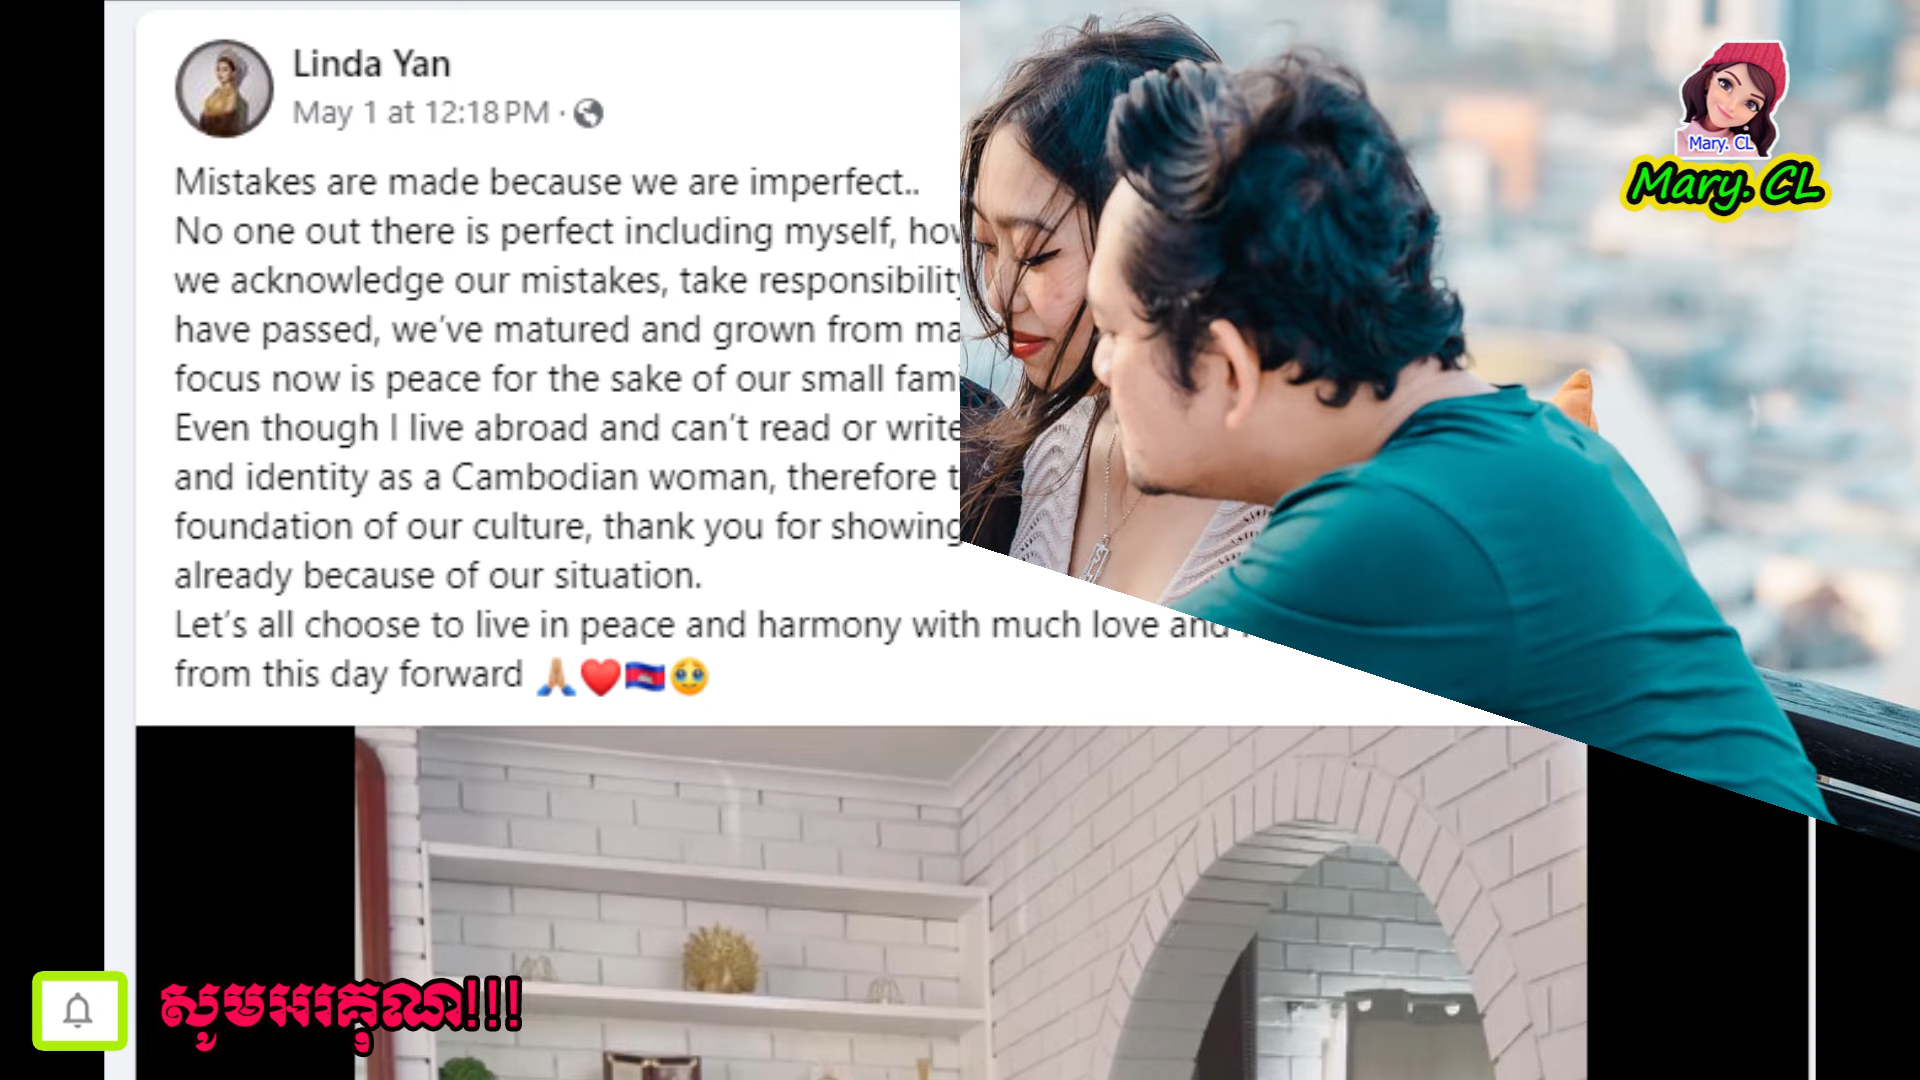 Linda Yan
May 1 at 12:18 PM ·
Mistakes are made because we are imperfect..
No one out there is perfect including myself,
we acknowledge our mistakes, take responsibility
have passed, we’ve matured and grown from
focus now is peace for the sake of our small
Even though I live abroad and can’t read or write
and identity as a Cambodian woman, therefore
foundation of our culture, thank you for showing
already because of our situation.
Let’s all choose to live in peace and harmony with much love and
from this day forward 🙏🏽❤️🇰🇭🥹
Mary. CL
Mary. CL
សូមអរគុណ!!!